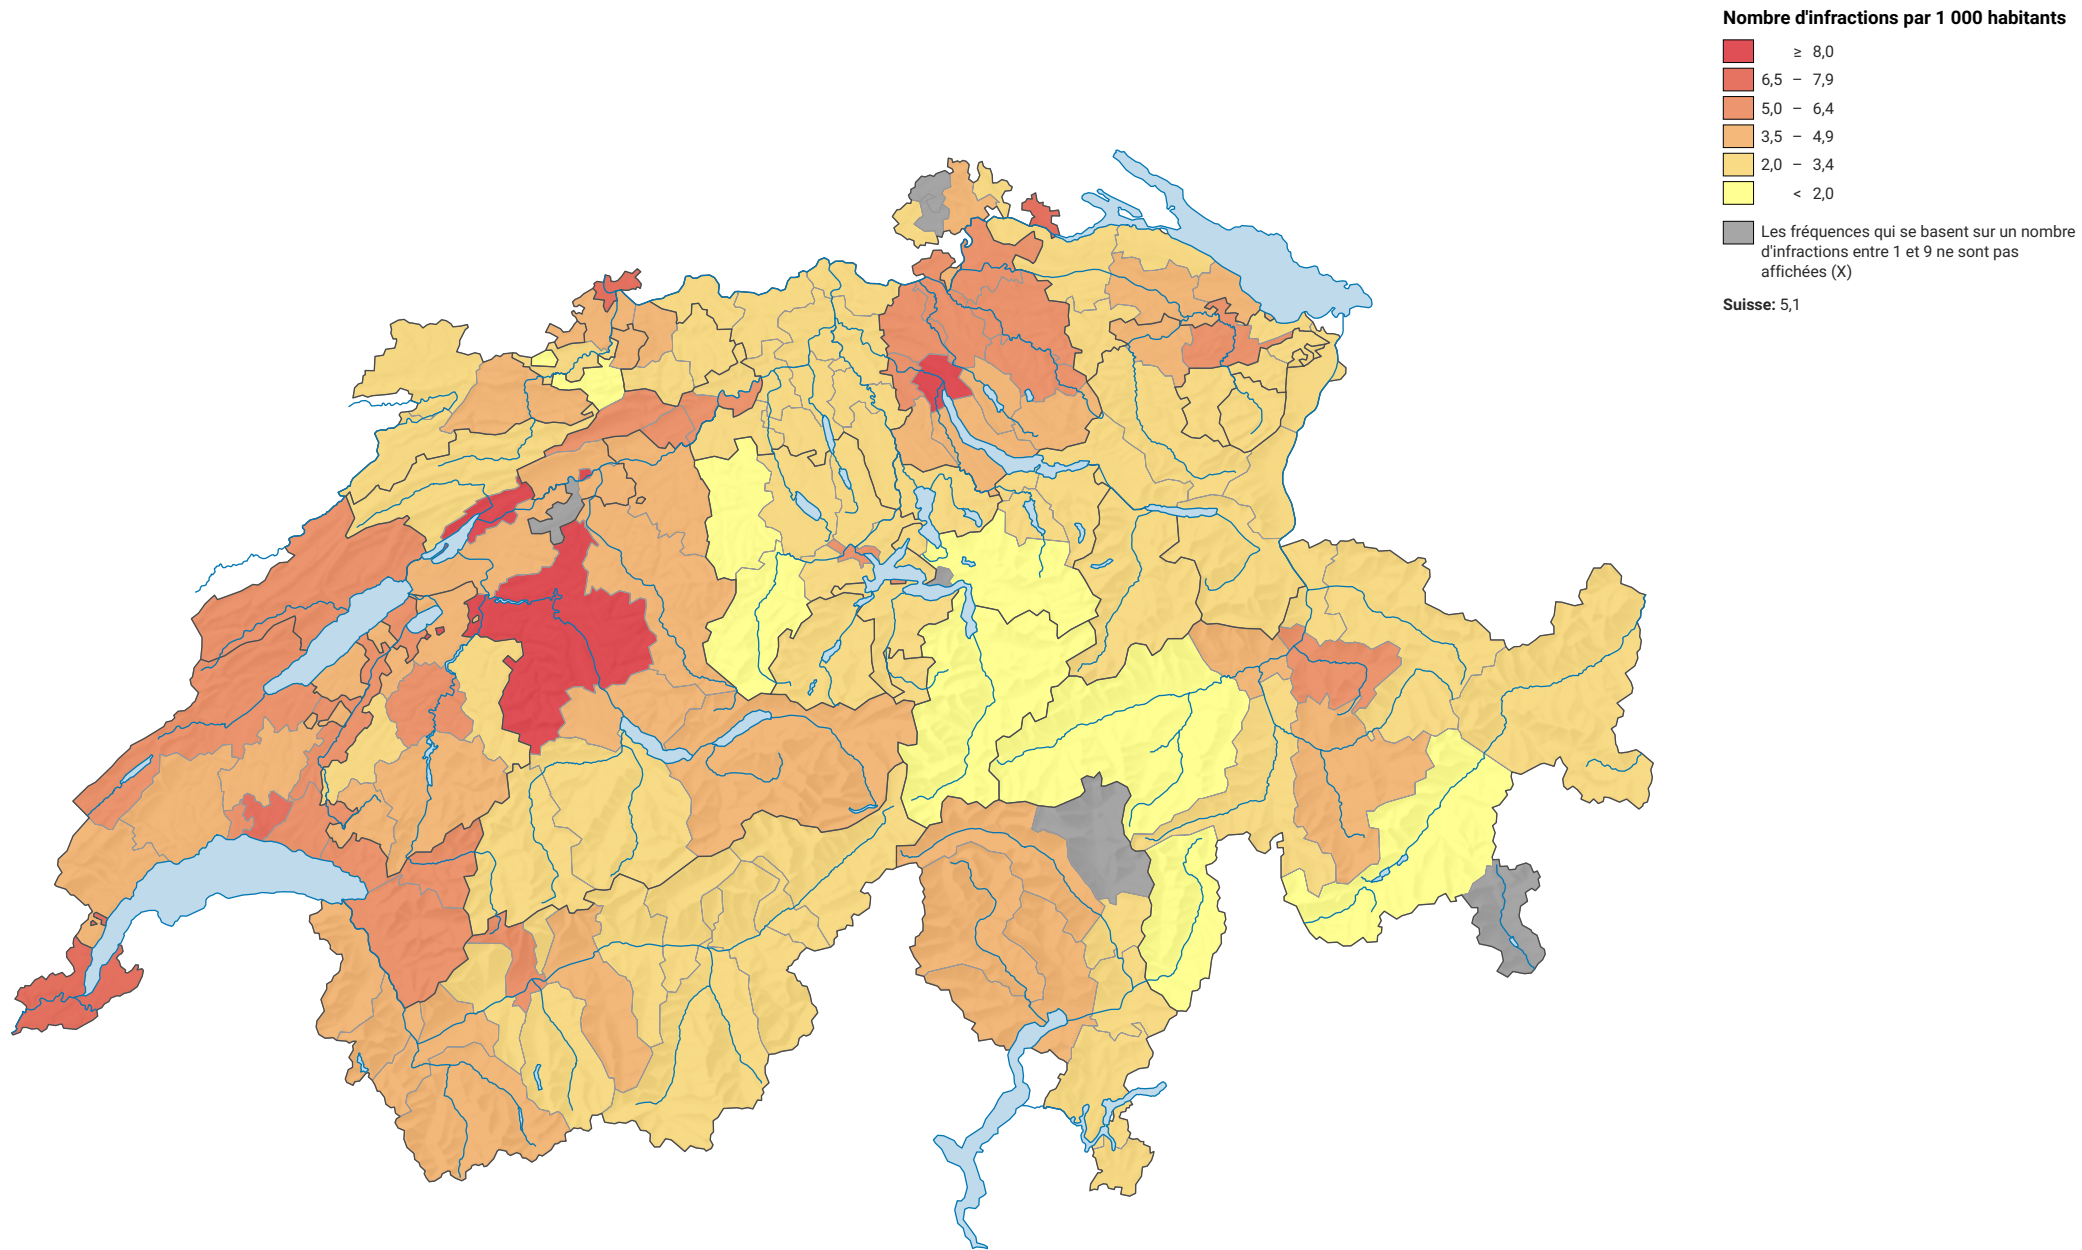 Nombre d'infractions par 1 000 habitants
≥ 8,0
6,5 – 7,9
5,0 – 6,4
3,5 – 4,9
2,0 – 3,4
< 2,0
Les fréquences qui se basent sur un nombre
d'infractions entre 1 et 9 ne sont pas
affichées (X)
Suisse: 5,1